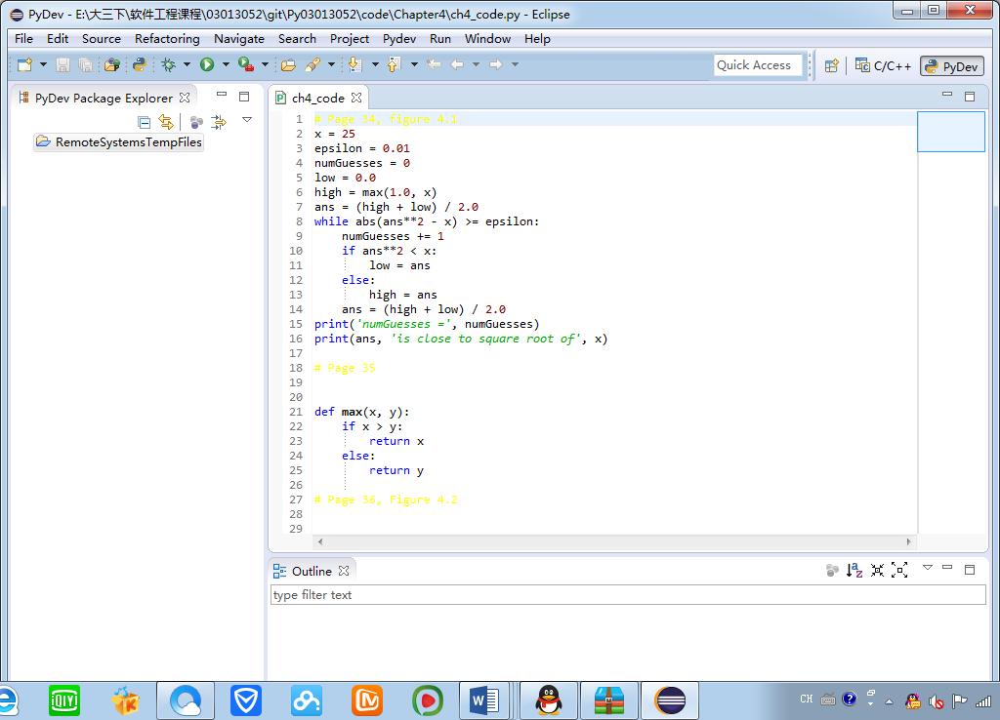 PyDev - E:\大三下\软件工程课程\03013052\git\Py03013052\code\Chapter4\ch4_code.py - Eclipse
File Edit Source Refactoring Navigate Search Project Pydev Run Window Help
Quick Access
C/C++
PyDev
PyDev Package Explorer
RemoteSystemsTempFiles
ch4_code
1 # Page 34, figure 4.1
2 x = 25
3 epsilon = 0.01
4 numGuesses = 0
5 low = 0.0
6 high = max(1.0, x)
7 ans = (high + low) / 2.0
8 while abs(ans**2 - x) >= epsilon:
9     numGuesses += 1
10     if ans**2 < x:
11         low = ans
12     else:
13         high = ans
14     ans = (high + low) / 2.0
15 print('numGuesses =', numGuesses)
16 print(ans, 'is close to square root of', x)
17
18 # Page 35
19
20
21 def max(x, y):
22     if x > y:
23         return x
24     else:
25         return y
26
27 # Page 36, Figure 4.2
28
29
Outline
type filter text
QIYI
CH